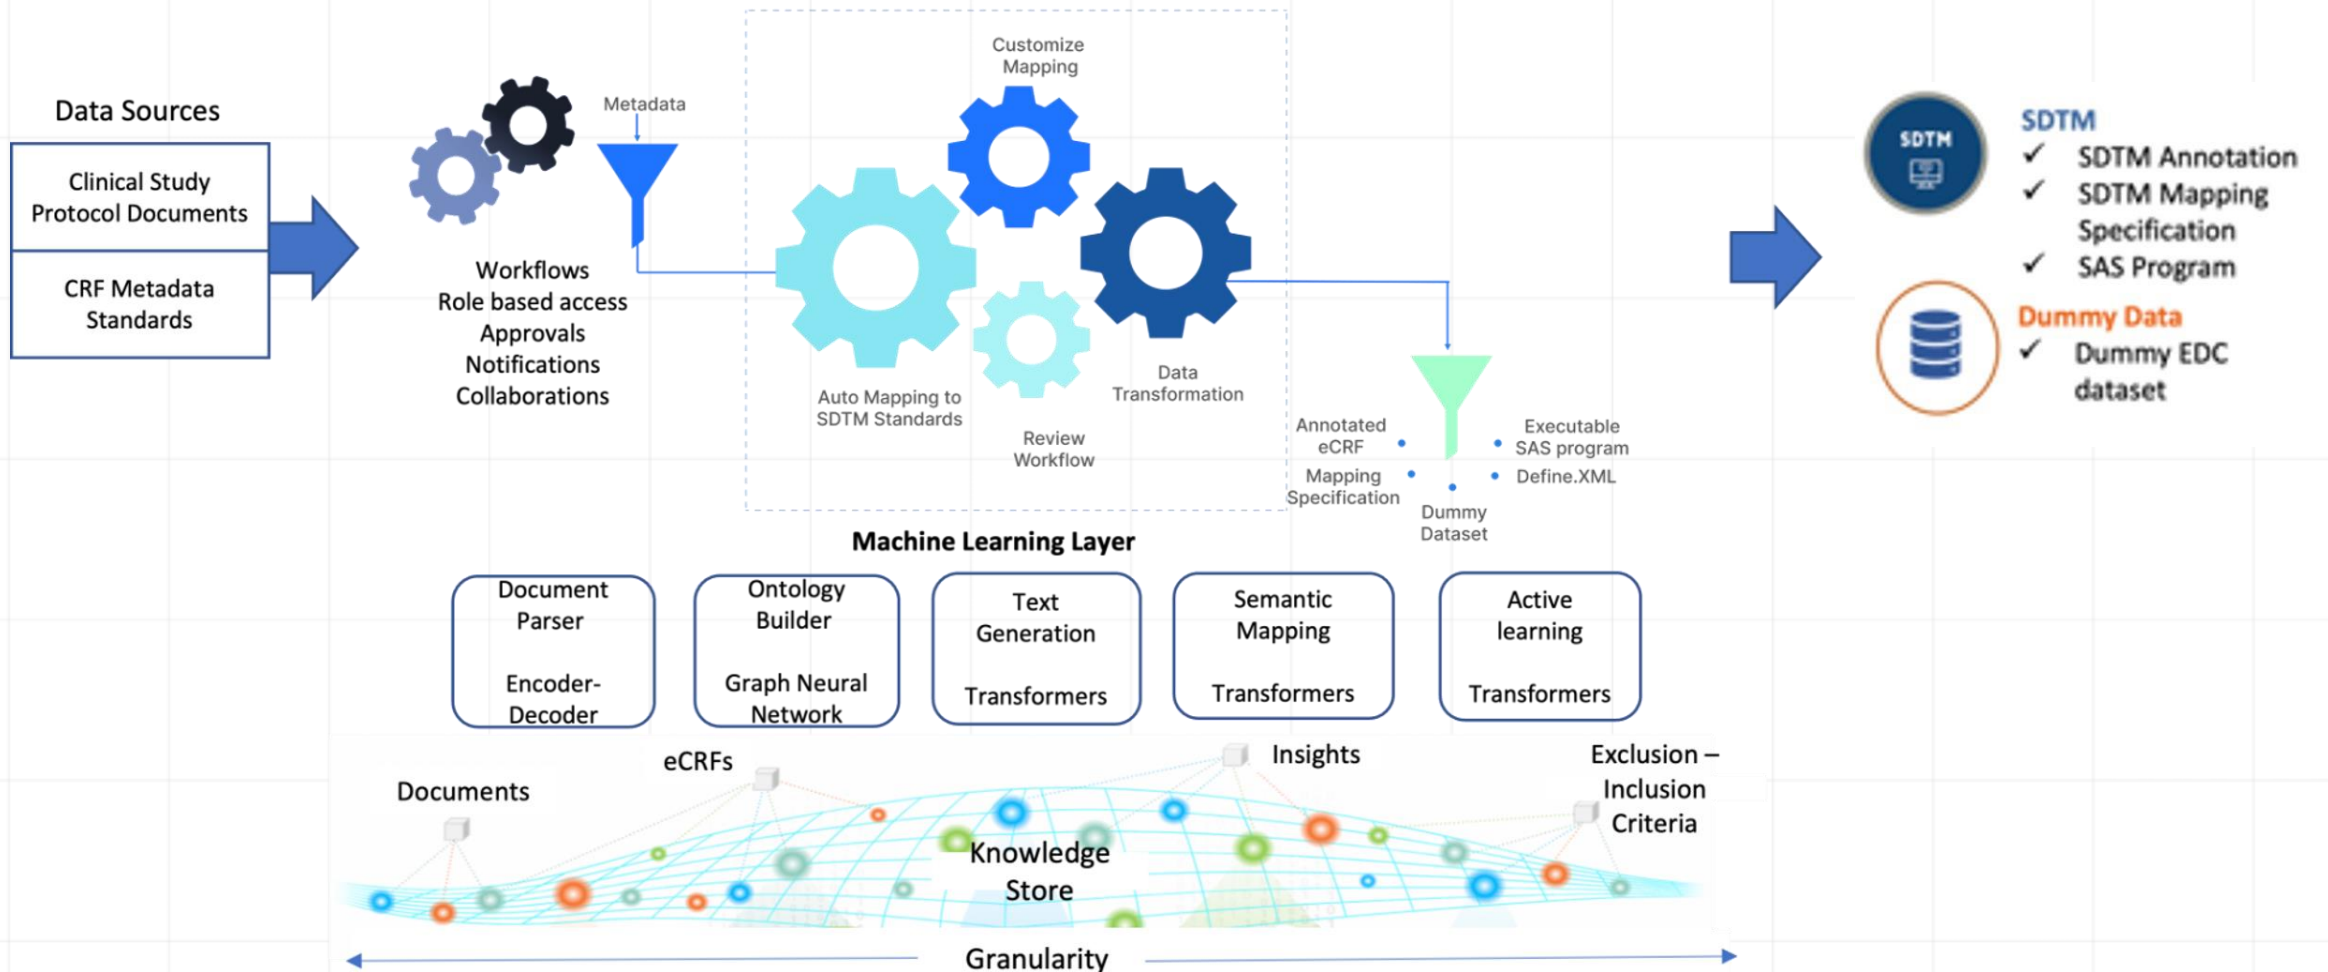 Data Sources
Clinical Study
Protocol Documents
CRF Metadata
Standards
Metadata
Workflows
Role based access
Approvals
Notifications
Collaborations
Customize
Mapping
Auto Mapping to
SDTM Standards
Review
Workflow
Data
Transformation
Annotated
eCRF
Mapping
Specification
Dummy
Dataset
Executable
SAS program
Define.XML
SDTM
SDTM
✓ SDTM Annotation
✓ SDTM Mapping
Specification
✓ SAS Program
Dummy Data
✓ Dummy EDC
dataset
Machine Learning Layer
Document
Parser
Encoder-
Decoder
Ontology
Builder
Graph Neural
Network
Text
Generation
Transformers
Semantic
Mapping
Transformers
Active
learning
Transformers
Documents
eCRFs
Insights
Exclusion –
Inclusion
Criteria
Knowledge
Store
Granularity